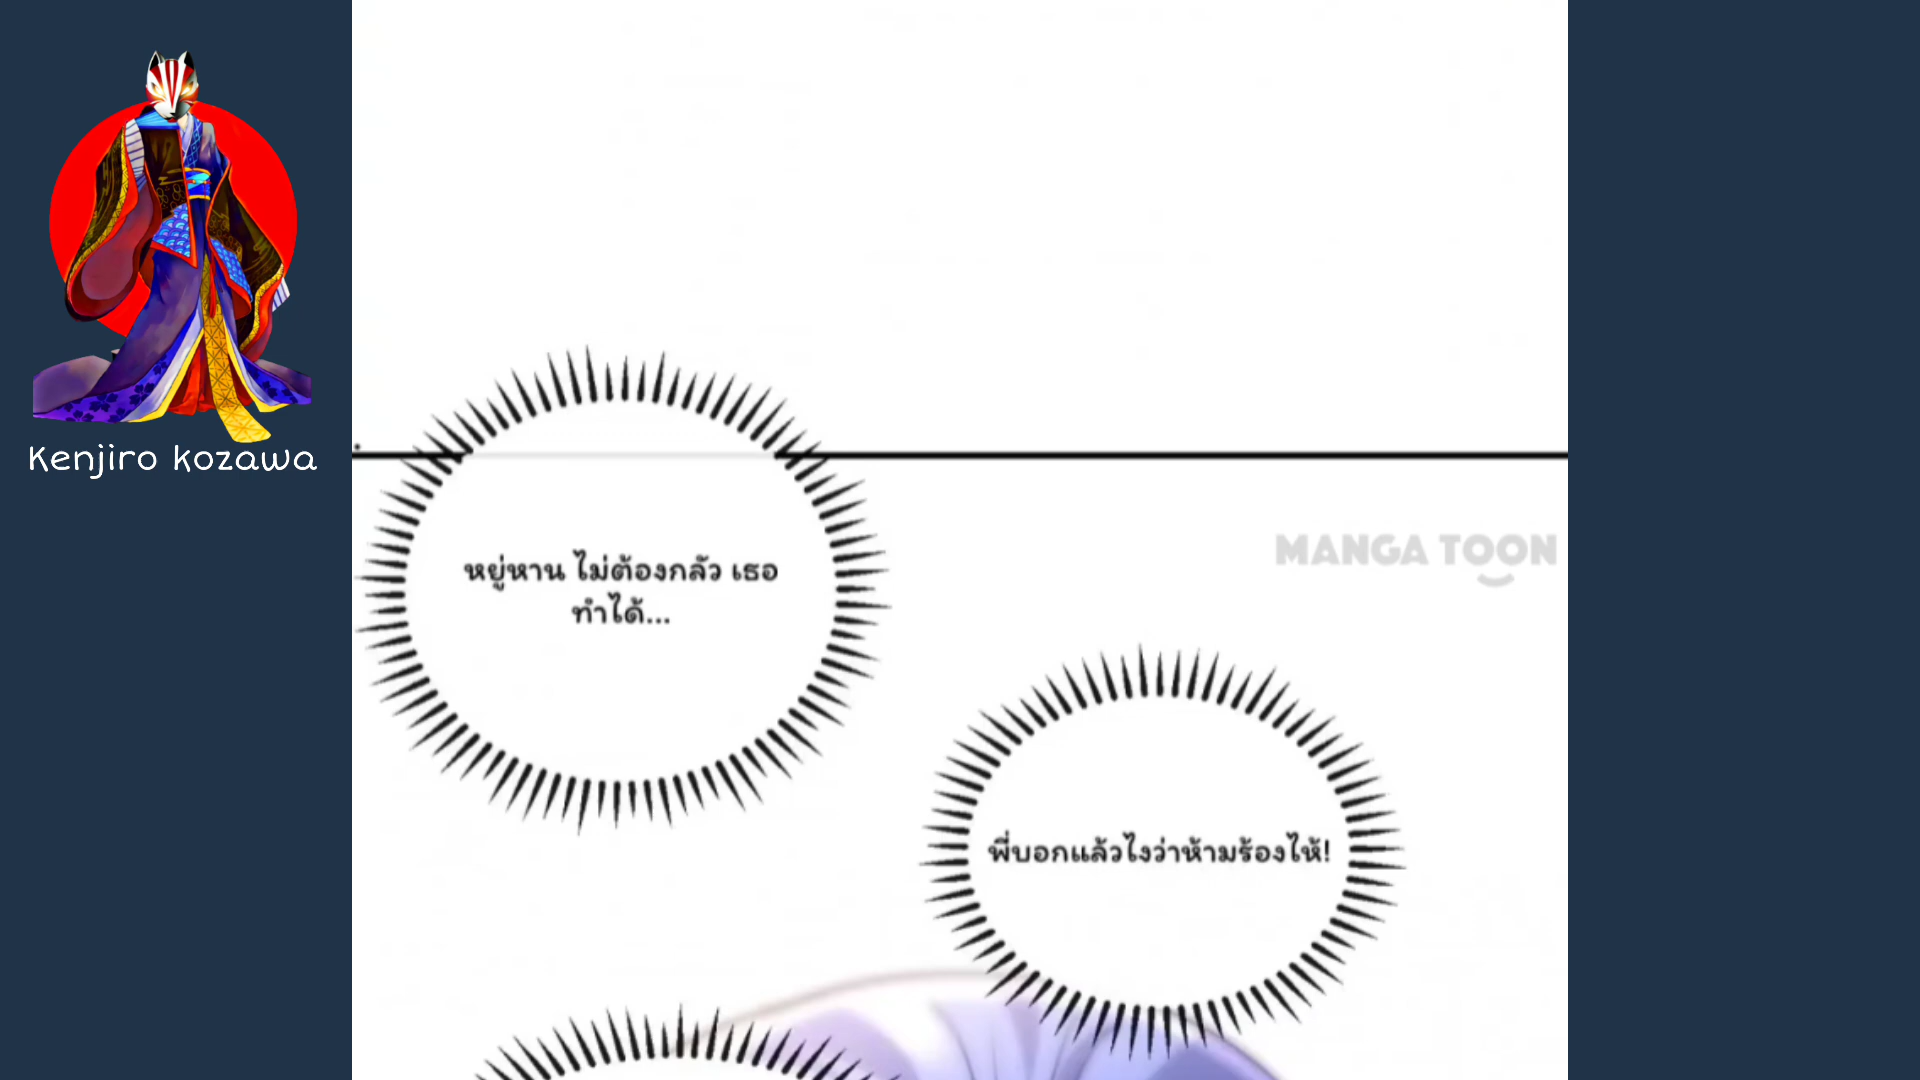 Kenjiro kozawa
MANGA TOON
หยู่หาน ไม่ต้องกลัว เธอ
ทำได้...
พี่บอกแล้วไงว่าห้ามร้องไห้!